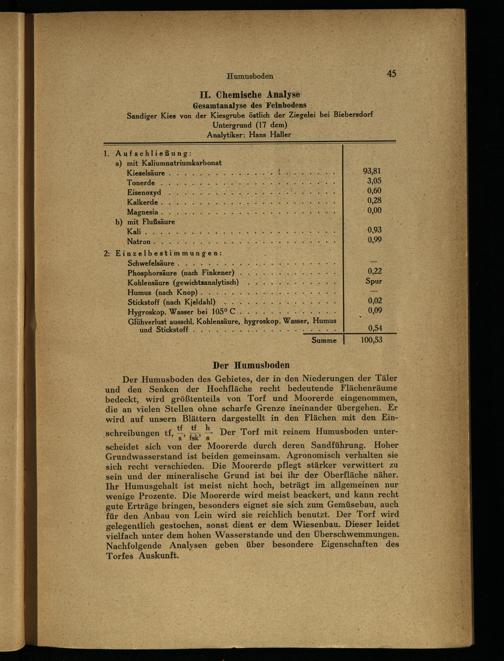 Humusboden 45
II. Chemische Analyse
Gesamtanalyse des Feinbodens
Sandiger Kies von der Kiesgrube östlich der Ziegelei bei Biebersdorf
Untergrund (17 dem)
Analytiker: Hans Haller
1. Aufschließung:
a) mit Kaliumnatriumkarbonat
Kieselsäure . . . . . . . . . . 93,81
Tonerde . . . . . . . . . . 3,05
Eisenoxyd . . . . . . . . . . 0,60
Kalkerde . . . . . . . . . . 0,28
Magnesia . . . . . . . . . . 0,00
b) mit Flußsäure
Kali . . . . . . . . . . 0,93
Natron . . . . . . . . . . 0,99
2. Einzelbestimmungen:
Schwefelsäure . . . . . . . . . . —
Phosphorsäure (nach Finkener) . . . . . . . . . . 0,22
Kohlensäure (gewichtsanalytisch) . . . . . . . . . . Spur
Humus (nach Knop) . . . . . . . . . . —
Stickstoff (nach Kjeldahl) . . . . . . . . . . 0,02
Hygroskop. Wasser bei 105° C . . . . . . . . . . 0,09
Glühverlust ausschl. Kohlensäure, hygroskop. Wasser, Humus
und Stickstoff . . . . . . . . . . 0,54
Summe 100,53
Der Humusboden
Der Humusboden des Gebietes, der in den Niederungen der Täler
und den Senken der Hochfläche recht bedeutende Flächenräume
bedeckt, wird größtenteils von Torf und Moorerde eingenommen,
die an vielen Stellen ohne scharfe Grenze ineinander übergehen. Er
wird auf unsern Blättern dargestellt in den Flächen mit den Ein-
schreibungen tf, tf/s, tf/fsk, h/s. Der Torf mit reinem Humusboden unter-
scheidet sich von der Moorerde durch deren Sandführung. Hoher
Grundwasserstand ist beiden gemeinsam. Agronomisch verhalten sie
sich recht verschieden. Die Moorerde pflegt stärker verwittert zu
sein und der mineralische Grund ist bei ihr der Oberfläche näher.
Ihr Humusgehalt ist meist nicht hoch, beträgt im allgemeinen nur
wenige Prozente. Die Moorerde wird meist beackert, und kann recht
gute Erträge bringen, besonders eignet sie sich zum Gemüsebau, auch
für den Anbau von Lein wird sie reichlich benutzt. Der Torf wird
gelegentlich gestochen, sonst dient er dem Wiesenbau. Dieser leidet
vielfach unter dem hohen Wasserstande und den Überschwemmungen.
Nachfolgende Analysen geben über besondere Eigenschaften des
Torfes Auskunft.